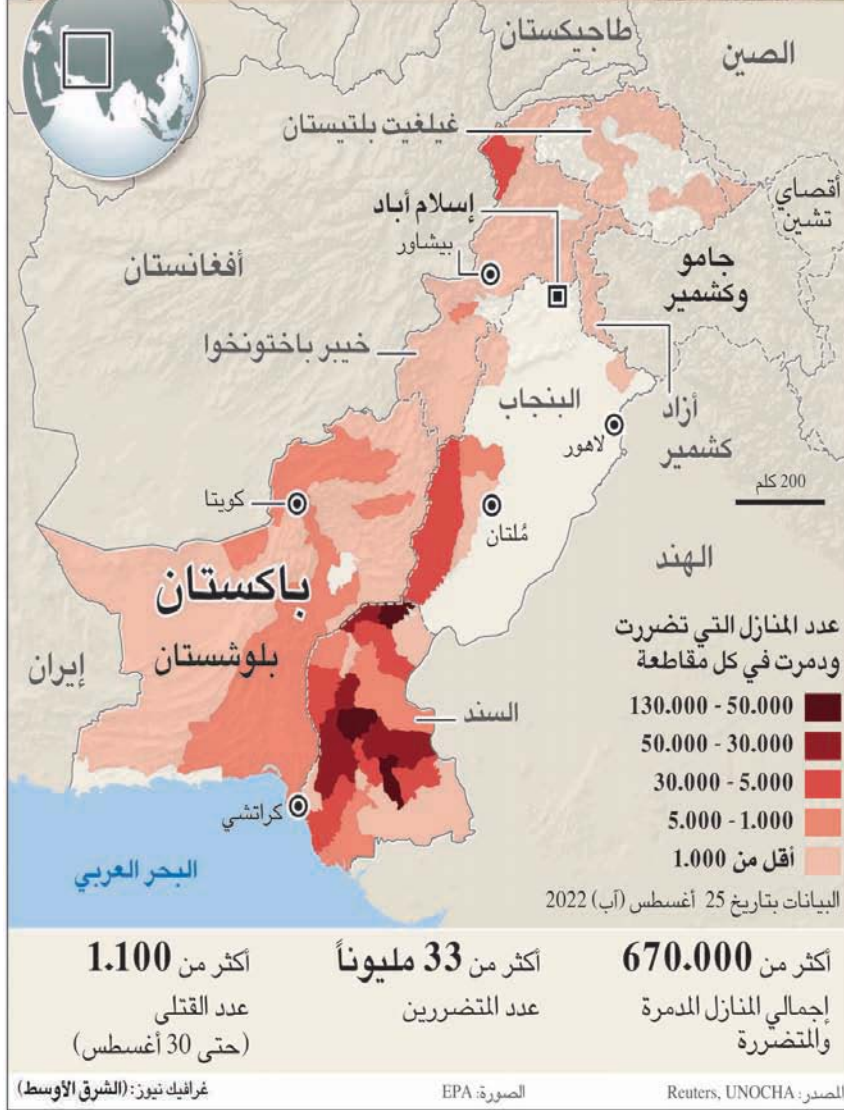 طاجيكستان
الصين
غيلغيت بلتيستان
أقصاي
تشين
إسلام أباد
بيشاور
أفغانستان
جامو
وكشمير
خيبر باختونخوا
البنجاب
أزاد
كشمير
لاهور
200 كلم
كويتا
مُلتان
الهند
باكستان
بلوشستان
إيران
السند
كراتشي
البحر العربي
عدد المنازل التي تضررت
ودمرت في كل مقاطعة
130.000 - 50.000
50.000 - 30.000
30.000 - 5.000
5.000 - 1.000
أقل من 1.000
البيانات بتاريخ 25 أغسطس (آب) 2022
أكثر من 670.000
إجمالي المنازل المدمرة
والمتضررة
أكثر من 33 مليوناً
عدد المتضررين
أكثر من 1.100
عدد القتلى
(حتى 30 أغسطس)
المصدر: Reuters, UNOCHA
الصورة: EPA
غرافيك نيوز: (الشرق الأوسط)